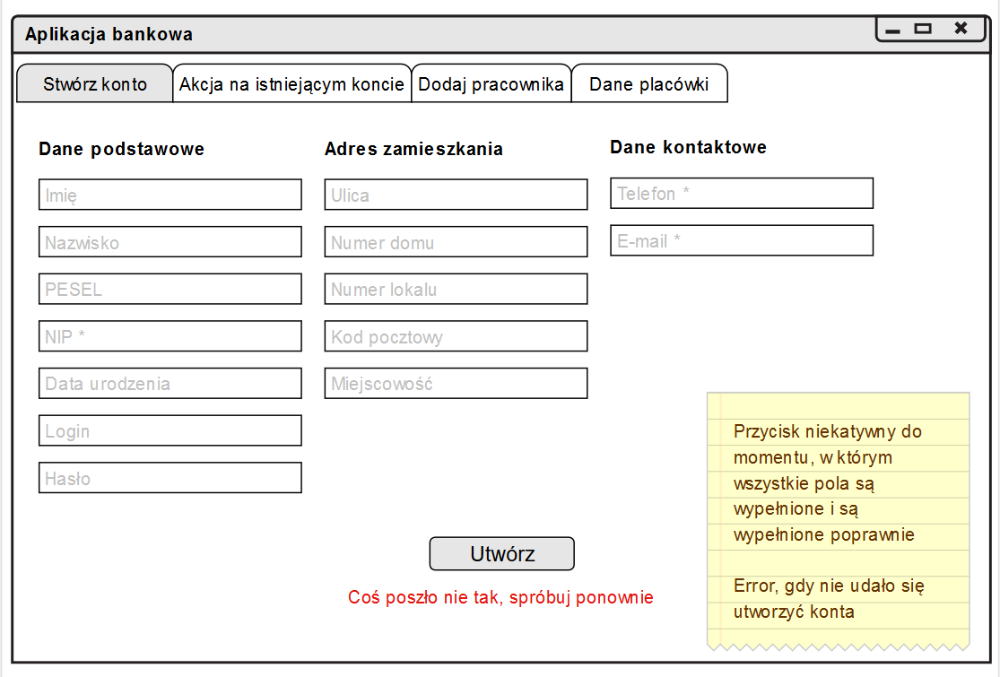 Aplikacja bankowa
Stwórz konto
Akcja na istniejącym koncie
Dodaj pracownika
Dane placówki
Dane podstawowe
Imię
Nazwisko
PESEL
NIP *
Data urodzenia
Login
Hasło
Adres zamieszkania
Ulica
Numer domu
Numer lokalu
Kod pocztowy
Miejscowość
Dane kontaktowe
Telefon *
E-mail *
Utwórz
Coś poszło nie tak, spróbuj ponownie
Przycisk niekatywny do
momentu, w którym
wszystkie pola są
wypełnione i są
wypełnione poprawnie
Error, gdy nie udało się
utworzyć konta